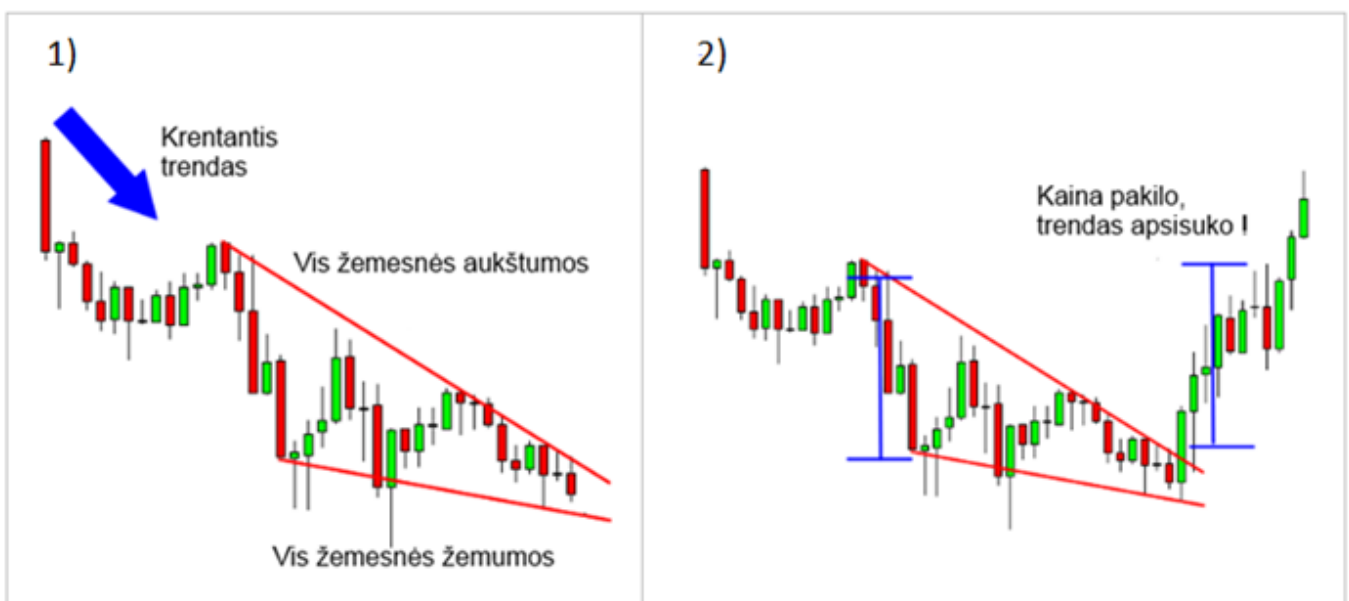 1)
Krentantis
trendas
Vis žemesnės aukštumos
Vis žemesnės žemumos
2)
Kaina pakilo,
trendas apsisuko !